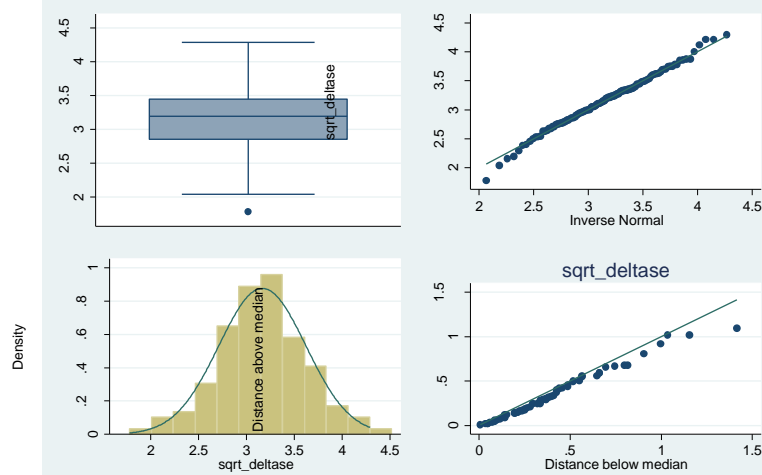 4.5
4
3.5
3
2.5
2
sqrt_deltase
4.5
4
3.5
3
2.5
2
2 2.5 3 3.5 4 4.5
Inverse Normal
Density
1
.8
.6
.4
.2
0
Distance above median
2 2.5 3 3.5 4 4.5
sqrt_deltase
sqrt_deltase
1.5
1
.5
0
0 .5 1 1.5
Distance below median